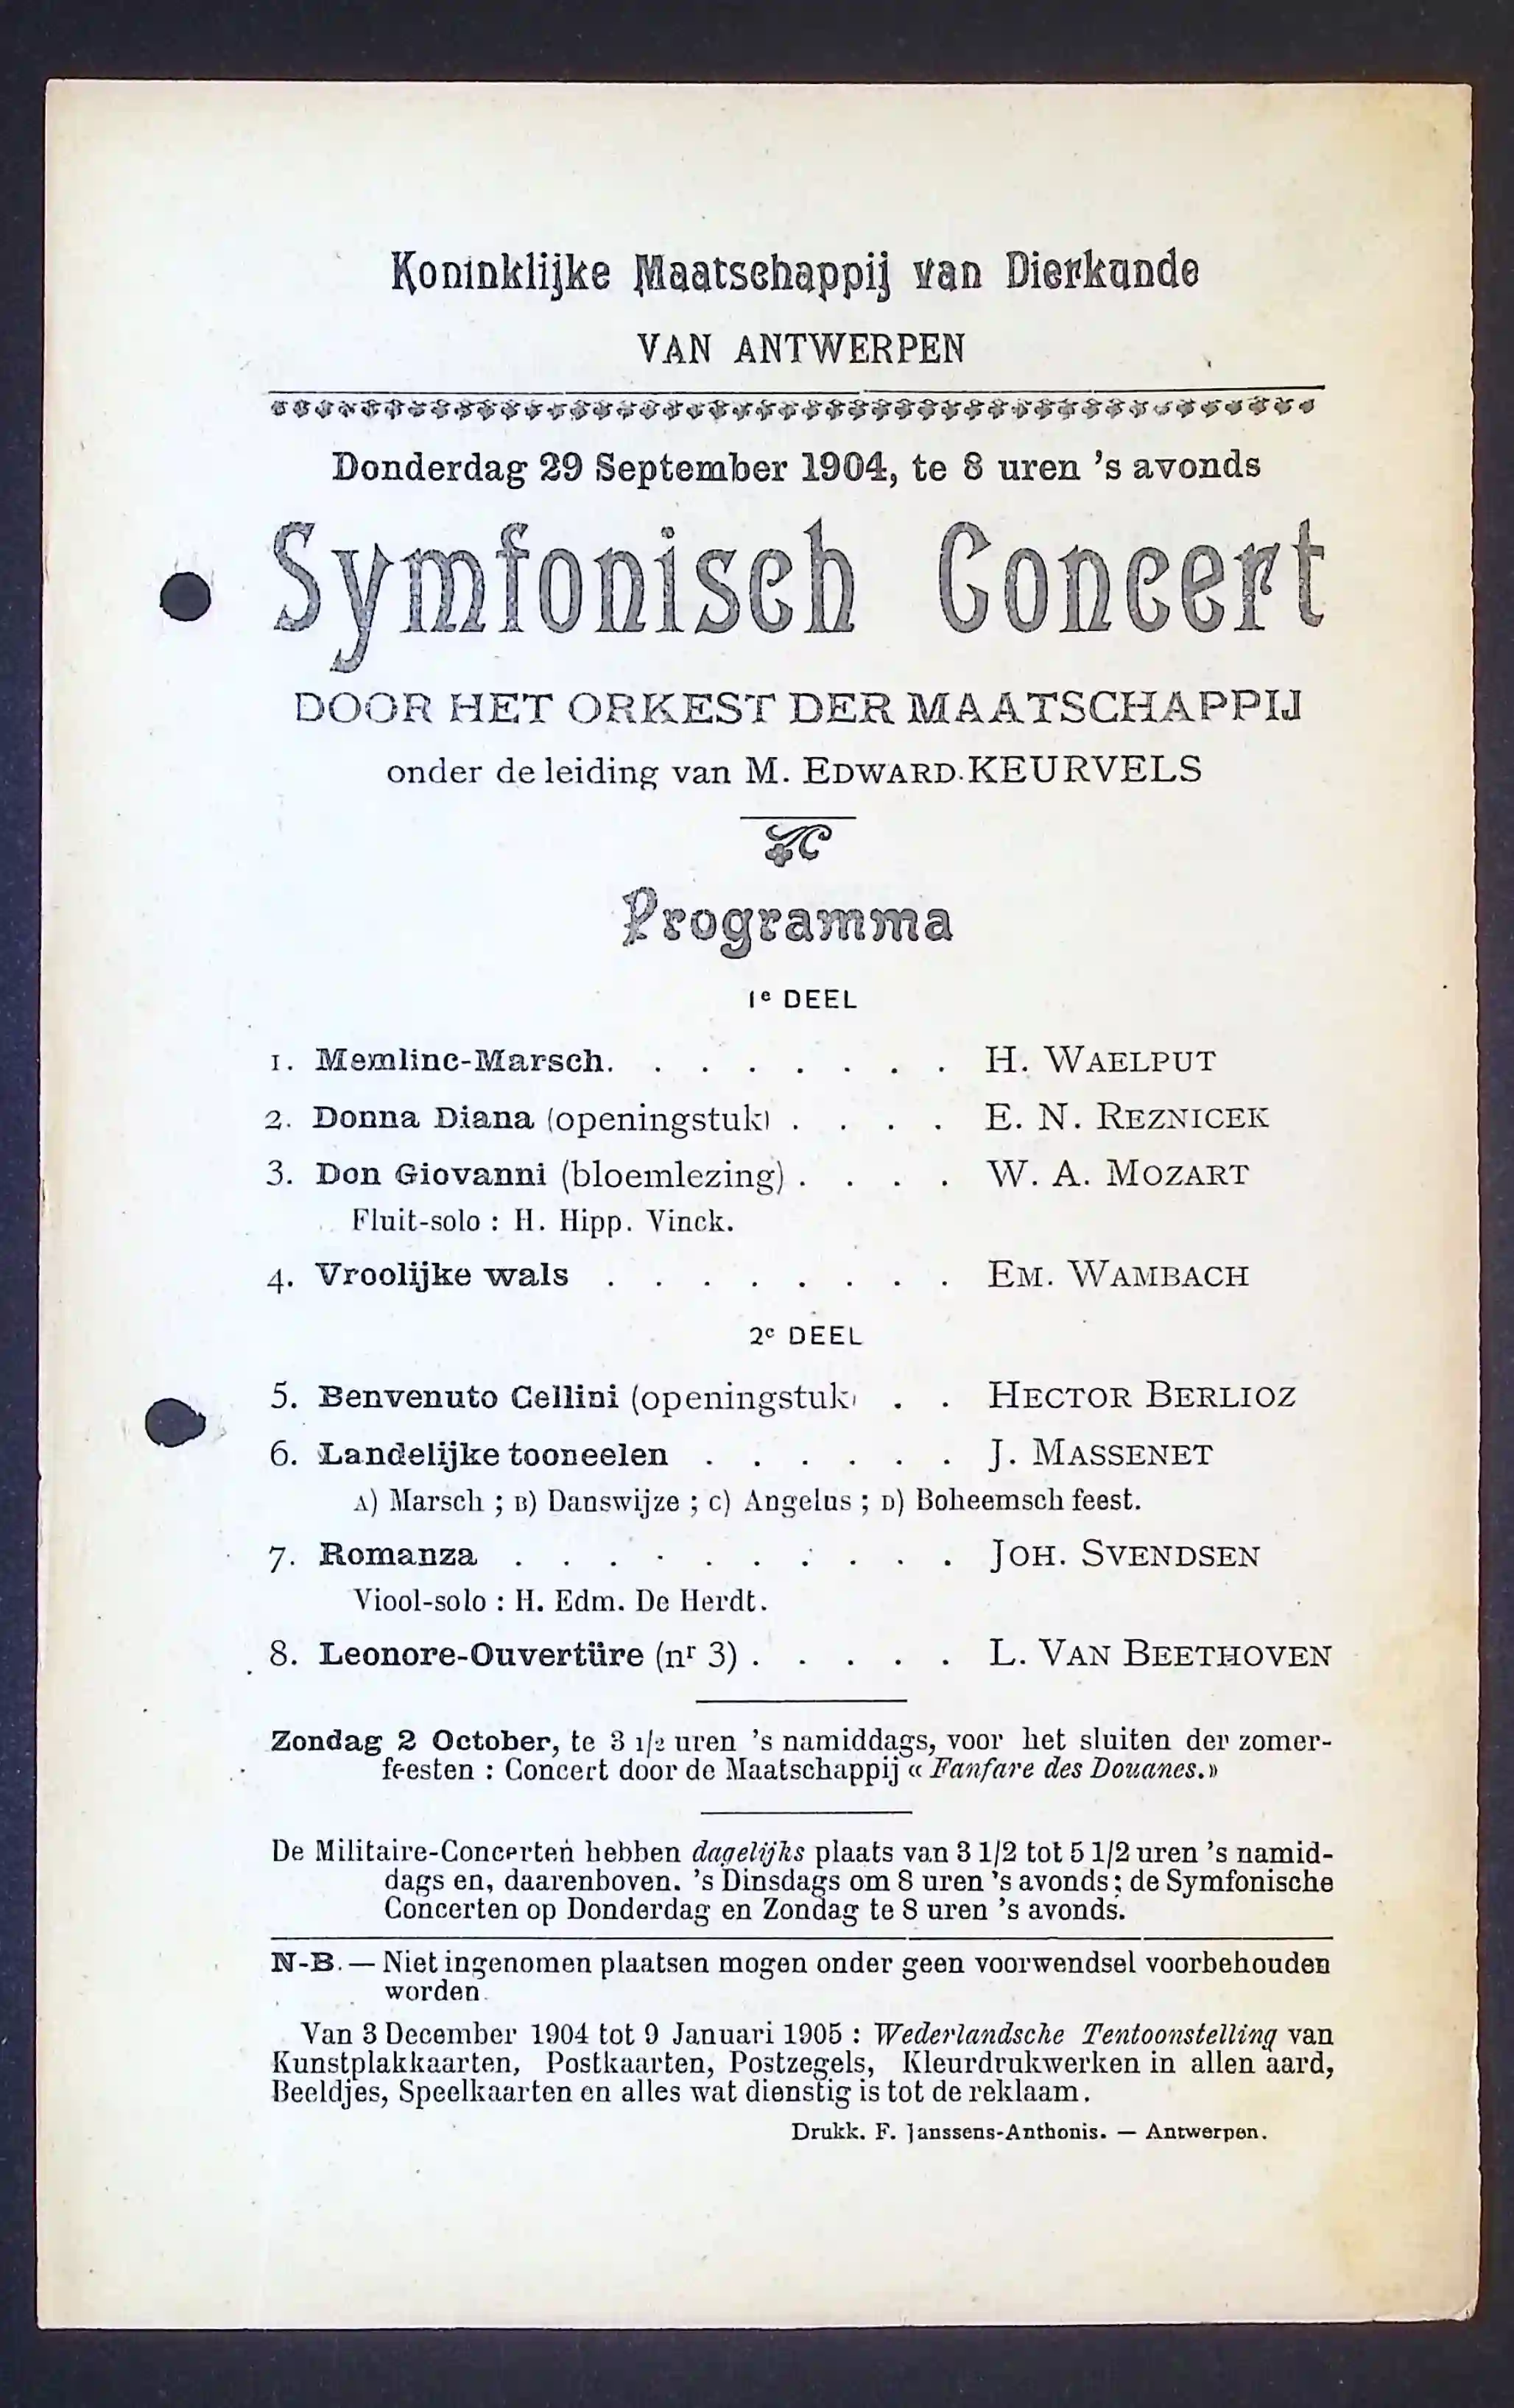 Koninklijke Maatschappij van Dierkunde
VAN ANTWERPEN
Donderdag 29 September 1904, te 8 uren 's avonds
Symfonisch Concert
DOOR HET ORKEST DER MAATSCHAPPIJ
onder de leiding van M. EDWARD KEURVELS
Programma
1e DEEL
1. Memlinc-Marsch. . . . . . . . H. WAELPUT
2. Donna Diana (openingstuk) . . . . E. N. REZNICEK
3. Don Giovanni (bloemlezing) . . . . W. A. MOZART
Fluit-solo : H. Hipp. Vinck.
4. Vroolijke wals . . . . . . . . EM. WAMBACH
2e DEEL
5. Benvenuto Cellini (openingstuk) . . HECTOR BERLIOZ
6. Landelijke tooneelen . . . . . . J. MASSENET
A) Marsch ; B) Danswijze ; C) Angelus ; D) Boheemsch feest.
7. Romanza . . . . . . . . . . JOH. SVENDSEN
Viool-solo : H. Edm. De Herdt.
8. Leonore-Ouvertüre (nr 3) . . . . . L. VAN BEETHOVEN
Zondag 2 October, te 3 1/2 uren 's namiddags, voor het sluiten der zomer-
feesten : Concert door de Maatschappij « Fanfare des Douanes.»
De Militaire-Concerten hebben dagelijks plaats van 3 1/2 tot 5 1/2 uren 's namid-
dags en, daarenboven. 's Dinsdags om 8 uren 's avonds ; de Symfonische
Concerten op Donderdag en Zondag te 8 uren 's avonds.
N-B. — Niet ingenomen plaatsen mogen onder geen voorwendsel voorbehouden
worden.
Van 3 December 1904 tot 9 Januari 1905 : Wederlandsche Tentoonstelling van
Kunstplakkaarten, Postkaarten, Postzegels, Kleurdrukwerken in allen aard,
Beeldjes, Speelkaarten en alles wat dienstig is tot de reklaam.
Drukk. F. Janssens-Anthonis. — Antwerpen.